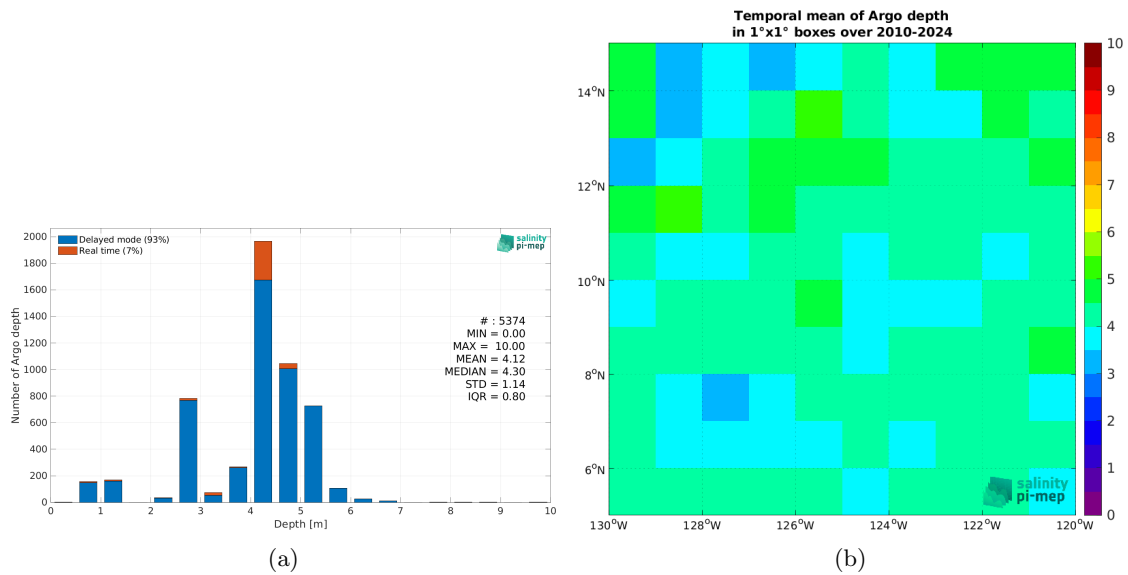 2000
1800
1600
1400
1200
1000
800
600
400
200
0
Number of Argo depth
Delayed mode (93%)
Real time (7%)
salinity
pi-mep
# : 5374
MIN = 0.00
MAX = 10.00
MEAN = 4.12
MEDIAN = 4.30
STD = 1.14
IQR = 0.80
0 1 2 3 4 5 6 7 8 9 10
Depth [m]
(a)
Temporal mean of Argo depth
in 1°x1° boxes over 2010-2024
14°N
12°N
10°N
8°N
6°N
130°W 128°W 126°W 124°W 122°W 120°W
salinity
pi-mep
10
9
8
7
6
5
4
3
2
1
0
(b)